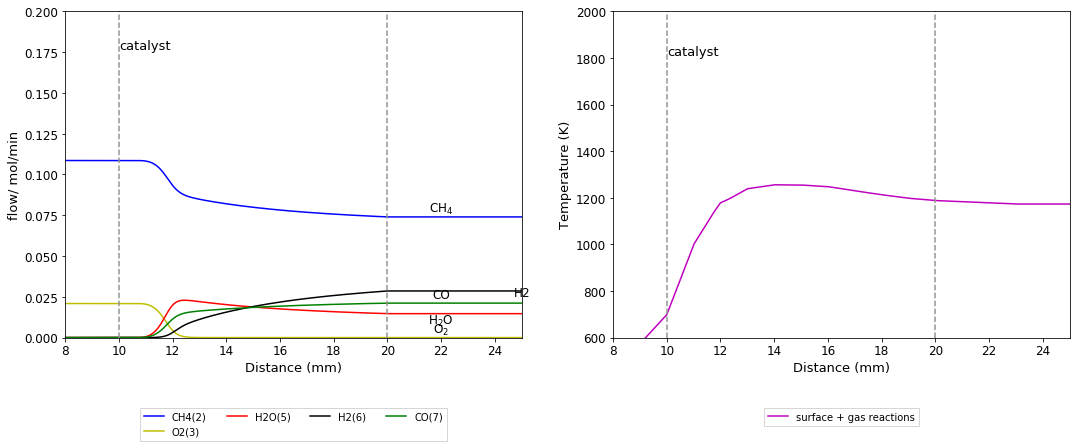 0.200
0.175
0.150
0.125
0.100
0.075
0.050
0.025
0.000
flow/ mol/min
catalyst
CH₄
CO
H2
H₂O
O₂
8 10 12 14 16 18 20 22 24
Distance (mm)
CH4(2) H2O(5) H2(6) CO(7)
O2(3)
2000
1800
1600
1400
1200
1000
800
600
Temperature (K)
catalyst
8 10 12 14 16 18 20 22 24
Distance (mm)
surface + gas reactions